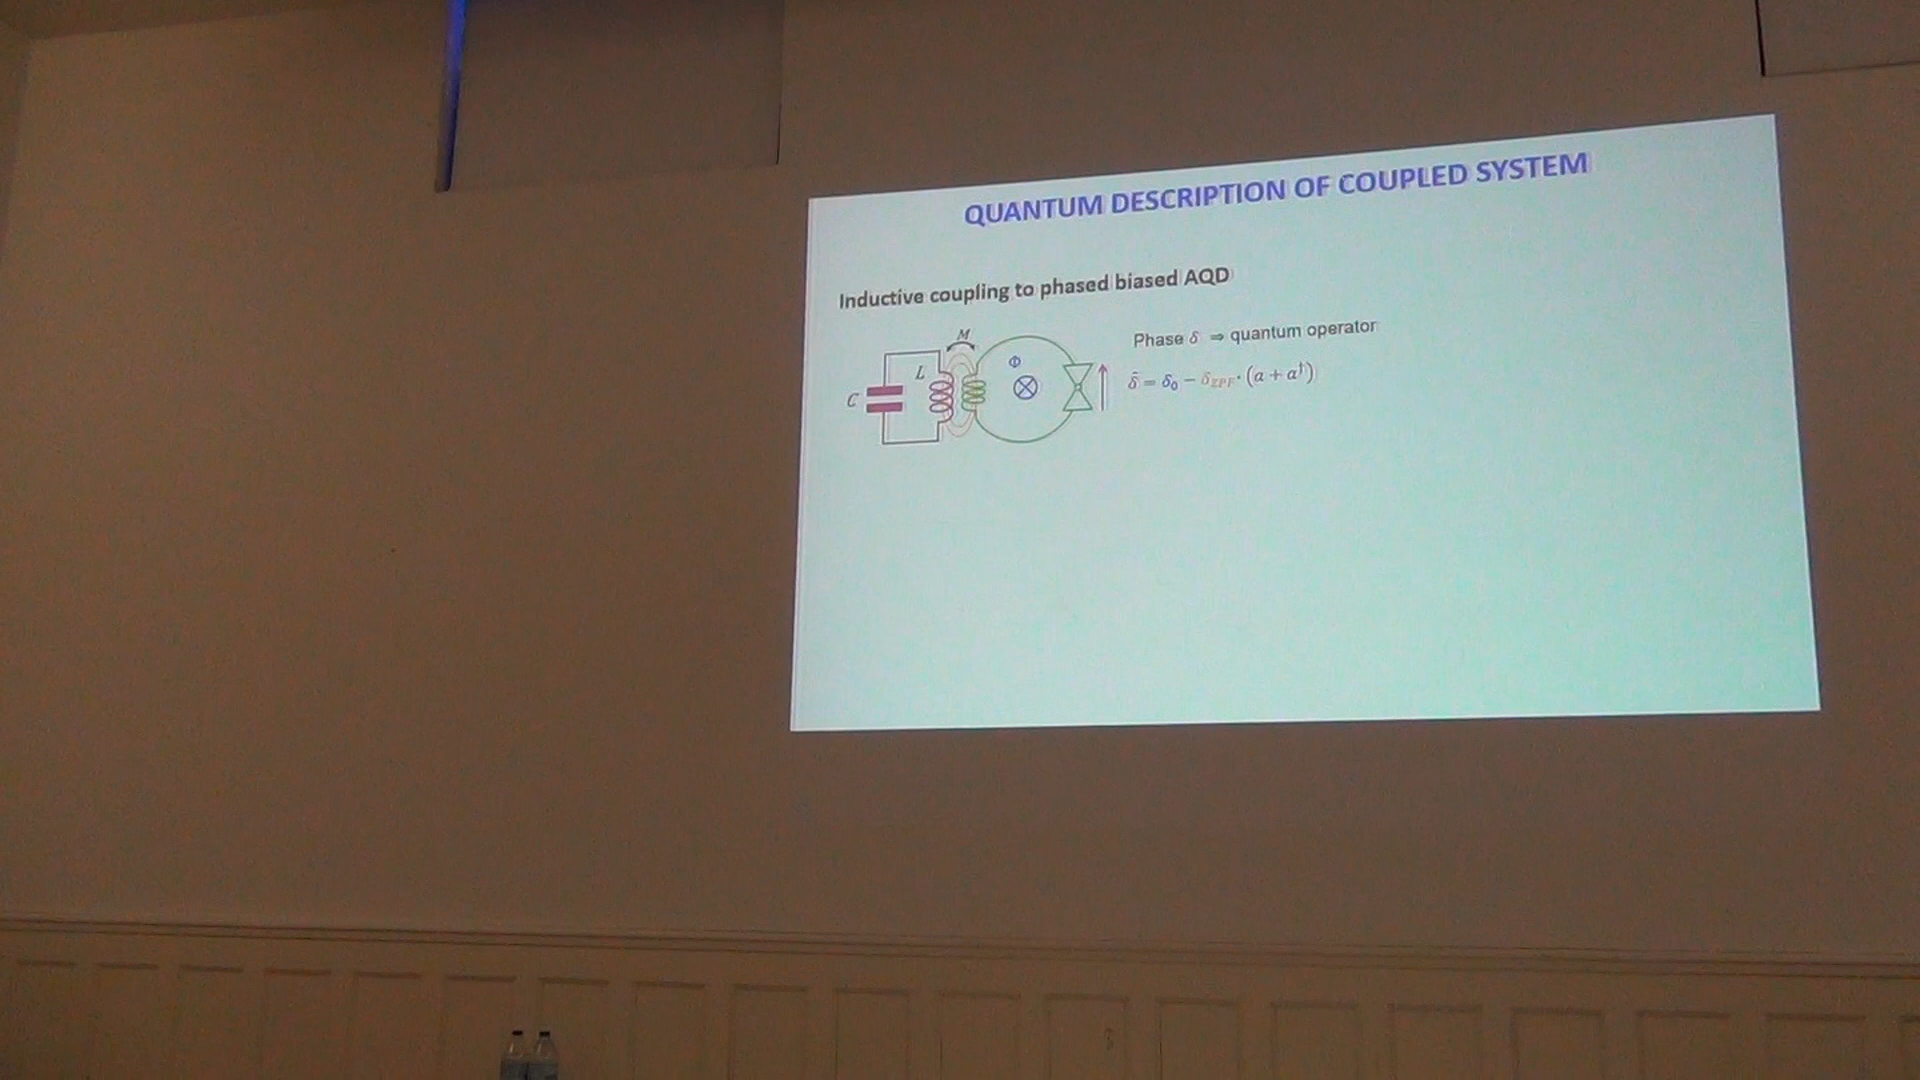 QUANTUM DESCRIPTION OF COUPLED SYSTEM
Inductive coupling to phased biased AQD
M
Phase δ ⇒ quantum operator
Φ
L
C
δ̂ = δ₀ − δ_ZPF · (a + a†)